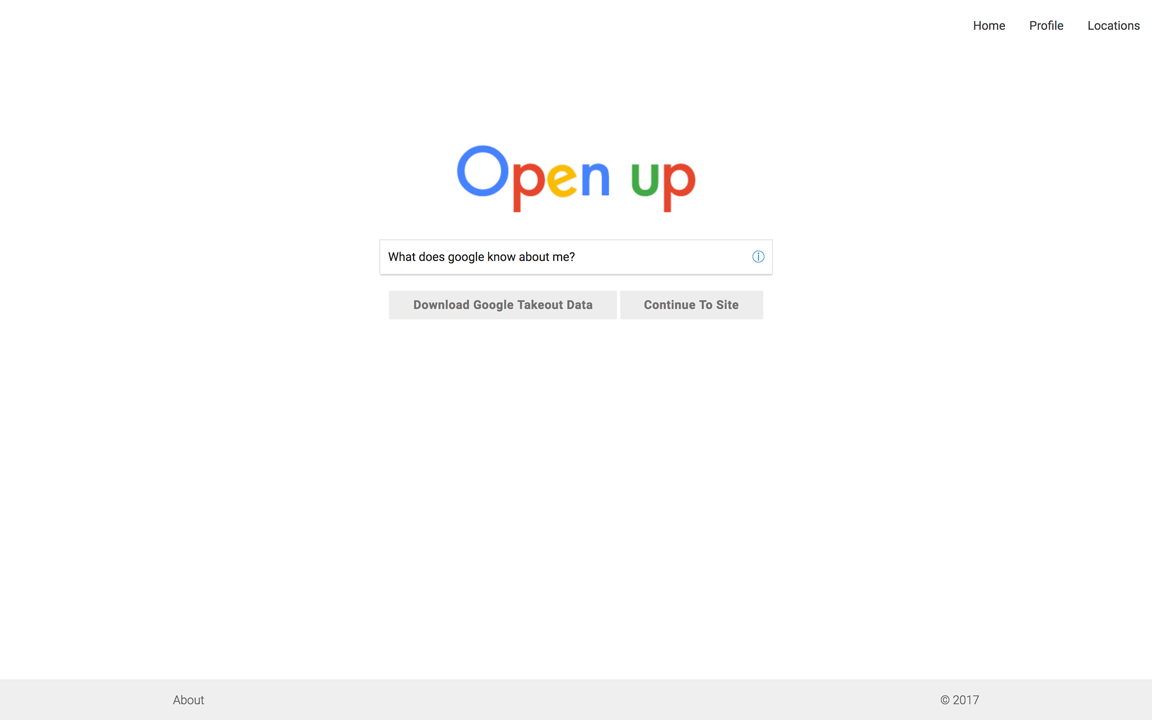 Home Profile Locations
Open up
What does google know about me?
Download Google Takeout Data Continue To Site
About © 2017